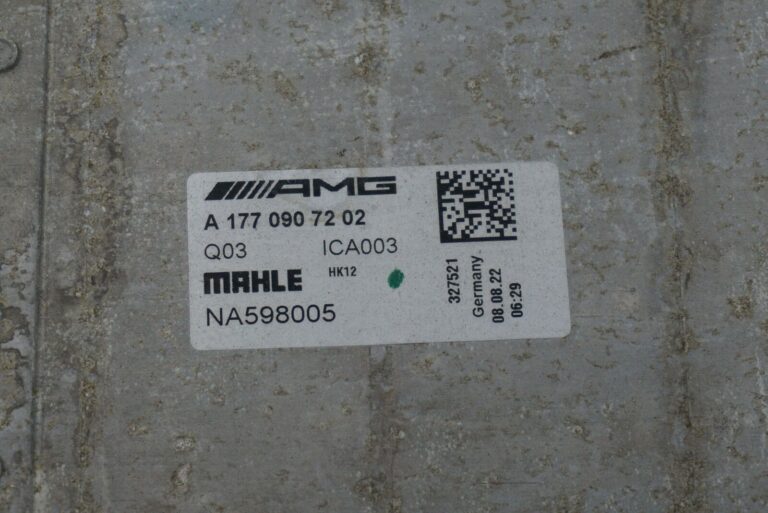 AMG
A 177 090 72 02
Q03 ICA003
MAHLE HK12
NA598005
327521
Germany
08.08.22
06:29